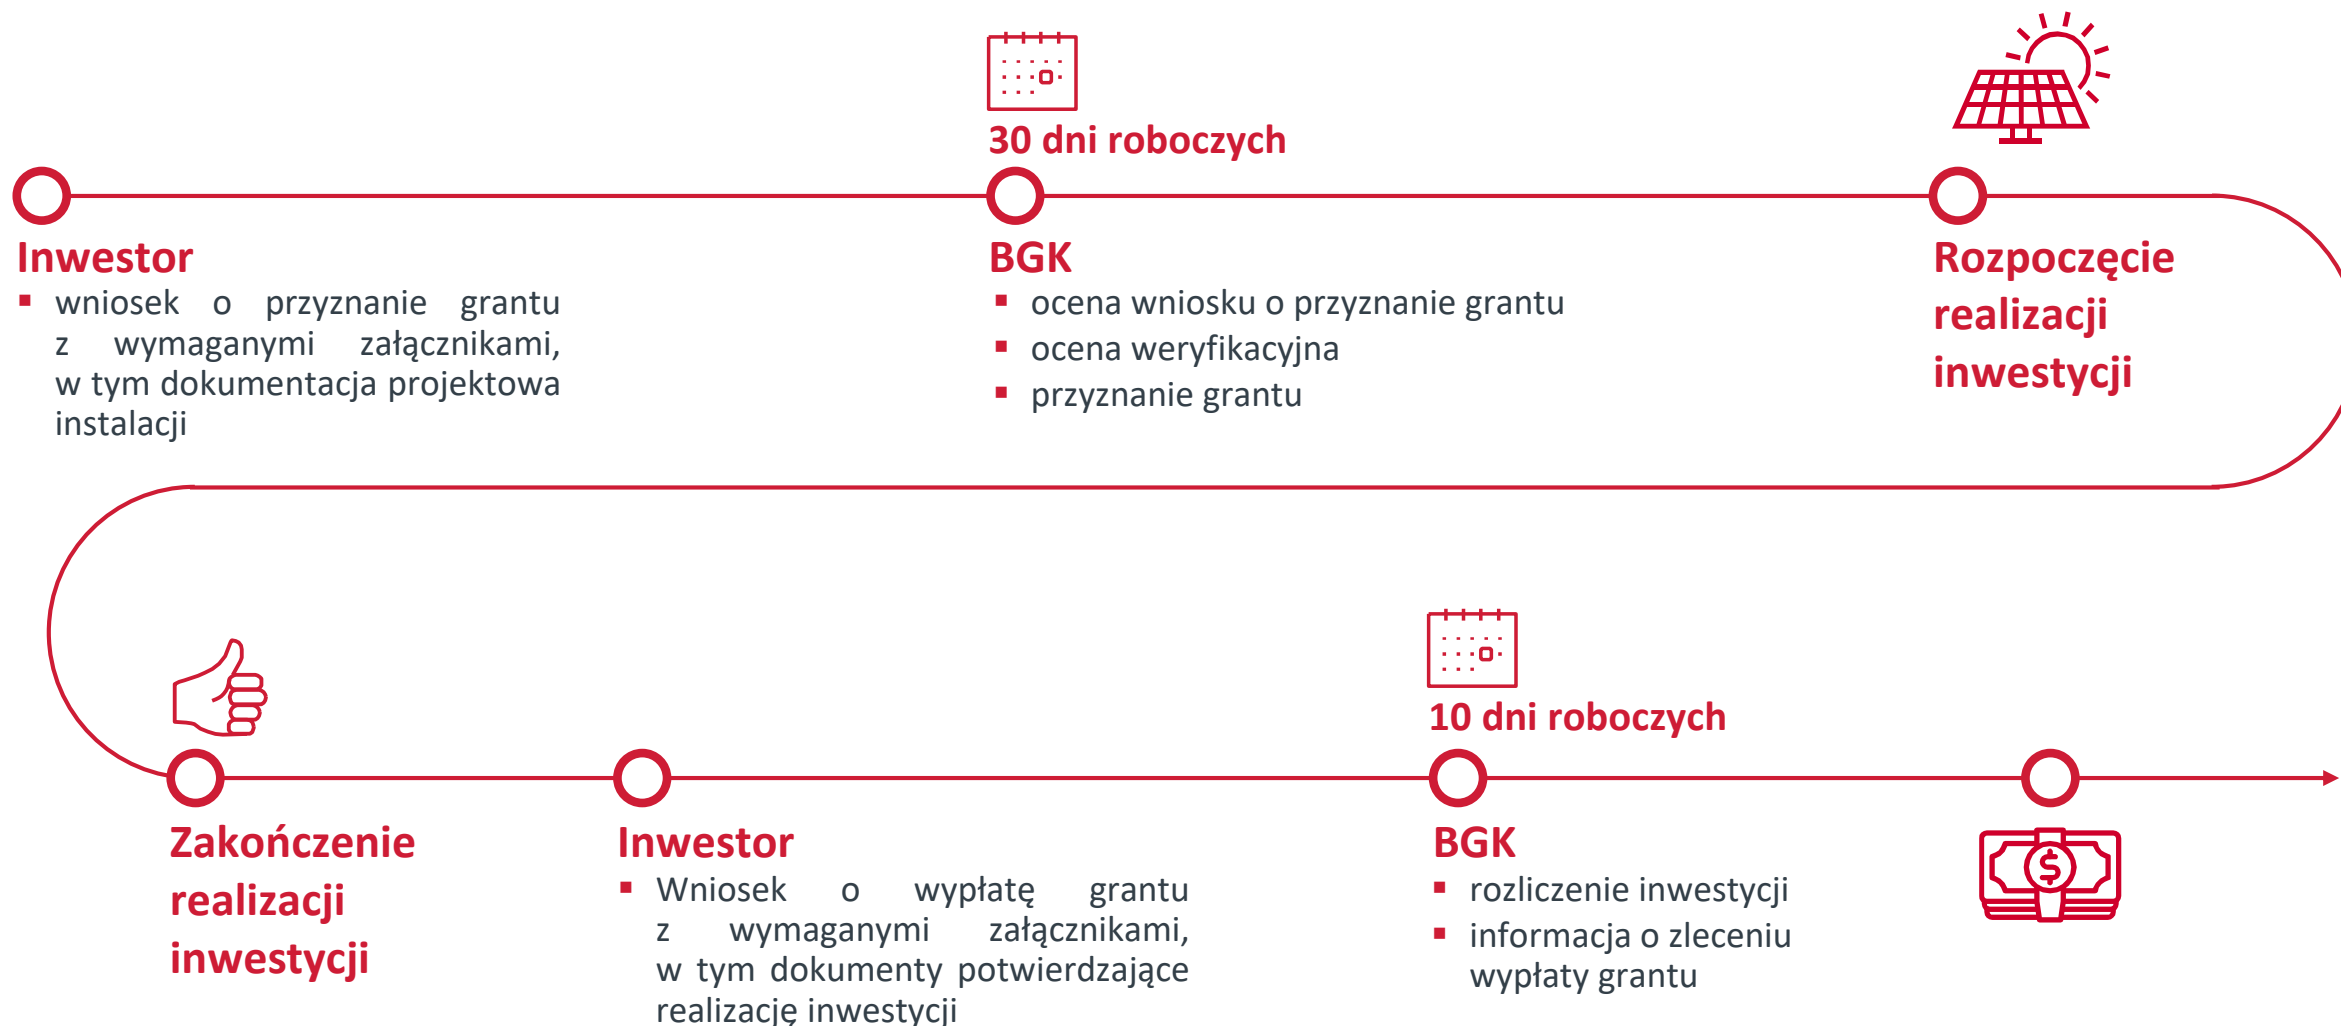 30 dni roboczych
Inwestor
▪ wniosek o przyznanie grantu
z wymaganymi załącznikami,
w tym dokumentacja projektowa
instalacji
BGK
▪ ocena wniosku o przyznanie grantu
▪ ocena weryfikacyjna
▪ przyznanie grantu
Rozpoczęcie
realizacji
inwestycji
10 dni roboczych
Zakończenie
realizacji
inwestycji
Inwestor
▪ Wniosek o wypłatę grantu
z wymaganymi załącznikami,
w tym dokumenty potwierdzające
realizację inwestycji
BGK
▪ rozliczenie inwestycji
▪ informacja o zleceniu
wypłaty grantu
$